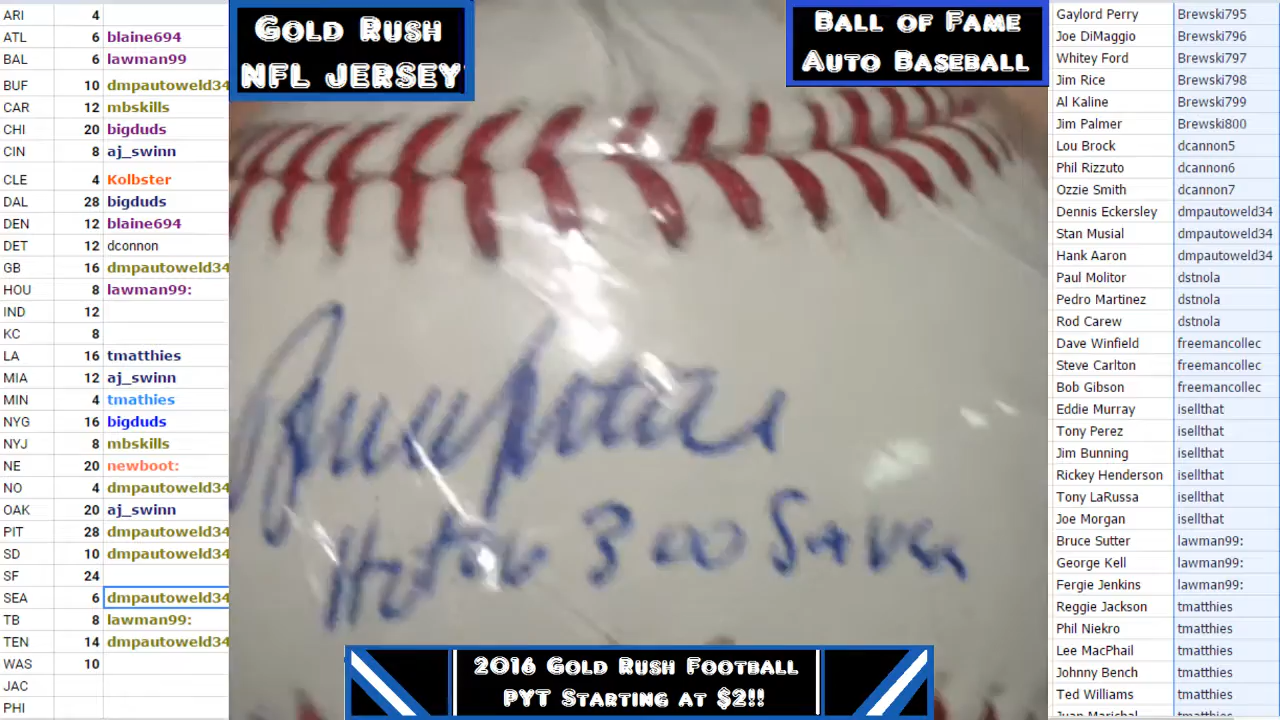 ARI 4
ATL 6 blaine694
BAL 6 lawman99
BUF 10 dmpautoweld34
CAR 12 mbskills
CHI 20 bigduds
CIN 8 aj_swinn
CLE 4 Kolbster
DAL 28 bigduds
DEN 12 blaine694
DET 12 dconnon
GB 16 dmpautoweld34
HOU 8 lawman99:
IND 12
KC 8
LA 16 tmatthies
MIA 12 aj_swinn
MIN 4 tmathies
NYG 16 bigduds
NYJ 8 mbskills
NE 20 newboot:
NO 4 dmpautoweld34
OAK 20 aj_swinn
PIT 28 dmpautoweld34
SD 10 dmpautoweld34
SF 24
SEA 6 dmpautoweld34
TB 8 lawman99:
TEN 14 dmpautoweld34
WAS 10
JAC
PHI
Gold Rush
NFL Jersey
Ball of Fame
Auto Baseball
300 Saves
2016 Gold Rush Football
PYT Starting at $2!!
Gaylord Perry Brewski795
Joe DiMaggio Brewski796
Whitey Ford Brewski797
Jim Rice Brewski798
Al Kaline Brewski799
Jim Palmer Brewski800
Lou Brock dcannon5
Phil Rizzuto dcannon6
Ozzie Smith dcannon7
Dennis Eckersley dmpautoweld34
Stan Musial dmpautoweld34
Hank Aaron dmpautoweld34
Paul Molitor dstnola
Pedro Martinez dstnola
Rod Carew dstnola
Dave Winfield freemancollec
Steve Carlton freemancollec
Bob Gibson freemancollec
Eddie Murray isellthat
Tony Perez isellthat
Jim Bunning isellthat
Rickey Henderson isellthat
Tony LaRussa isellthat
Joe Morgan isellthat
Bruce Sutter lawman99:
George Kell lawman99:
Fergie Jenkins lawman99:
Reggie Jackson tmatthies
Phil Niekro tmatthies
Lee MacPhail tmatthies
Johnny Bench tmatthies
Ted Williams tmatthies
Juan Marichal tmatthies